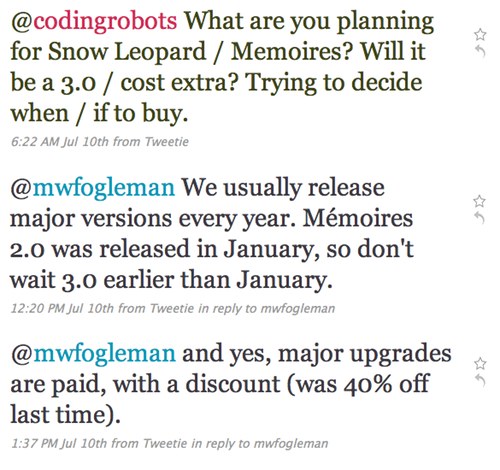 @codingrobots What are you planning
for Snow Leopard / Memoires? Will it
be a 3.0 / cost extra? Trying to decide
when / if to buy.
6:22 AM Jul 10th from Tweetie
@mwfogleman We usually release
major versions every year. Mémoires
2.0 was released in January, so don't
wait 3.0 earlier than January.
12:20 PM Jul 10th from Tweetie in reply to mwfogleman
@mwfogleman and yes, major upgrades
are paid, with a discount (was 40% off
last time).
1:37 PM Jul 10th from Tweetie in reply to mwfogleman